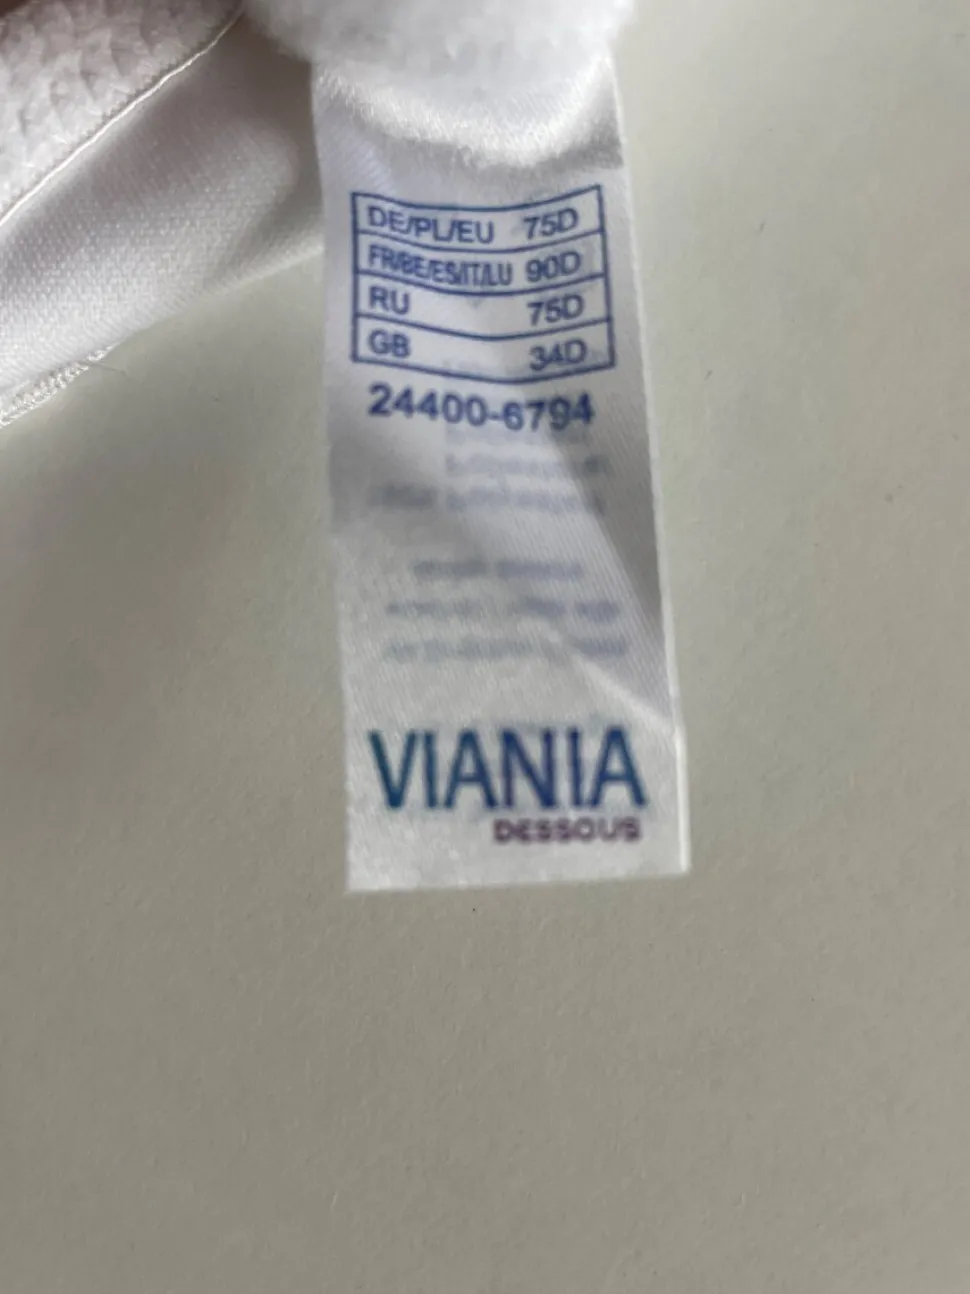 DE/PL/EU 75D
FR/BE/ES/IT/LU 90D
RU 75D
GB 34D
24400-6794
VIANIA
DESSOUS